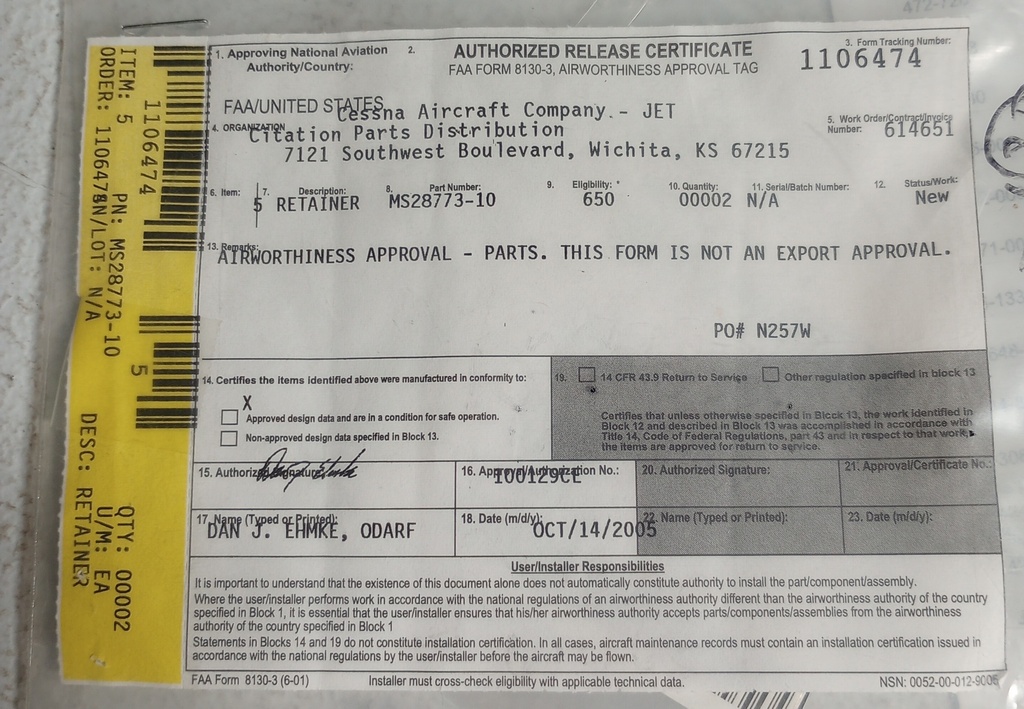 1. Approving National Aviation Authority/Country:
2.
AUTHORIZED RELEASE CERTIFICATE
FAA FORM 8130-3, AIRWORTHINESS APPROVAL TAG
3. Form Tracking Number:
1106474
FAA/UNITED STATES
4. ORGANIZATION
Cessna Aircraft Company - JET
Citation Parts Distribution
7121 Southwest Boulevard, Wichita, KS 67215
5. Work Order/Contract/Invoice
Number: 614651
6. Item: 7. Description: 8. Part Number: 9. Eligibility: * 10. Quantity: 11. Serial/Batch Number: 12. Status/Work:
5 RETAINER MS28773-10 650 00002 N/A New
13. Remarks:
AIRWORTHINESS APPROVAL - PARTS. THIS FORM IS NOT AN EXPORT APPROVAL.
PO# N257W
14. Certifies the items identified above were manufactured in conformity to:
X
Approved design data and are in a condition for safe operation.
Non-approved design data specified in Block 13.
19. 14 CFR 43.9 Return to Service Other regulation specified in block 13
Certifies that unless otherwise specified in Block 13, the work identified in
Block 12 and described in Block 13 was accomplished in accordance with
Title 14, Code of Federal Regulations, part 43 and in respect to that work,
the items are approved for return to service.
15. Authorized Signature:
16. Approval/Authorization No.:
100129CE
20. Authorized Signature:
21. Approval/Certificate No.:
17. Name (Typed or Printed):
DAN J. EHMKE, ODARF
18. Date (m/d/y):
OCT/14/2005
22. Name (Typed or Printed):
23. Date (m/d/y):
User/Installer Responsibilities
It is important to understand that the existence of this document alone does not automatically constitute authority to install the part/component/assembly.
Where the user/installer performs work in accordance with the national regulations of an airworthiness authority different than the airworthiness authority of the country
specified in Block 1, it is essential that the user/installer ensures that his/her airworthiness authority accepts parts/components/assemblies from the airworthiness
authority of the country specified in Block 1
Statements in Blocks 14 and 19 do not constitute installation certification. In all cases, aircraft maintenance records must contain an installation certification issued in
accordance with the national regulations by the user/installer before the aircraft may be flown.
FAA Form 8130-3 (6-01) Installer must cross-check eligibility with applicable technical data. NSN: 0052-00-012-9005
1106474 5
ITEM: 5 PN: MS28773-10 QTY: 00002
ORDER: 1106474 SN/LOT: N/A U/M: EA
DESC: RETAINER